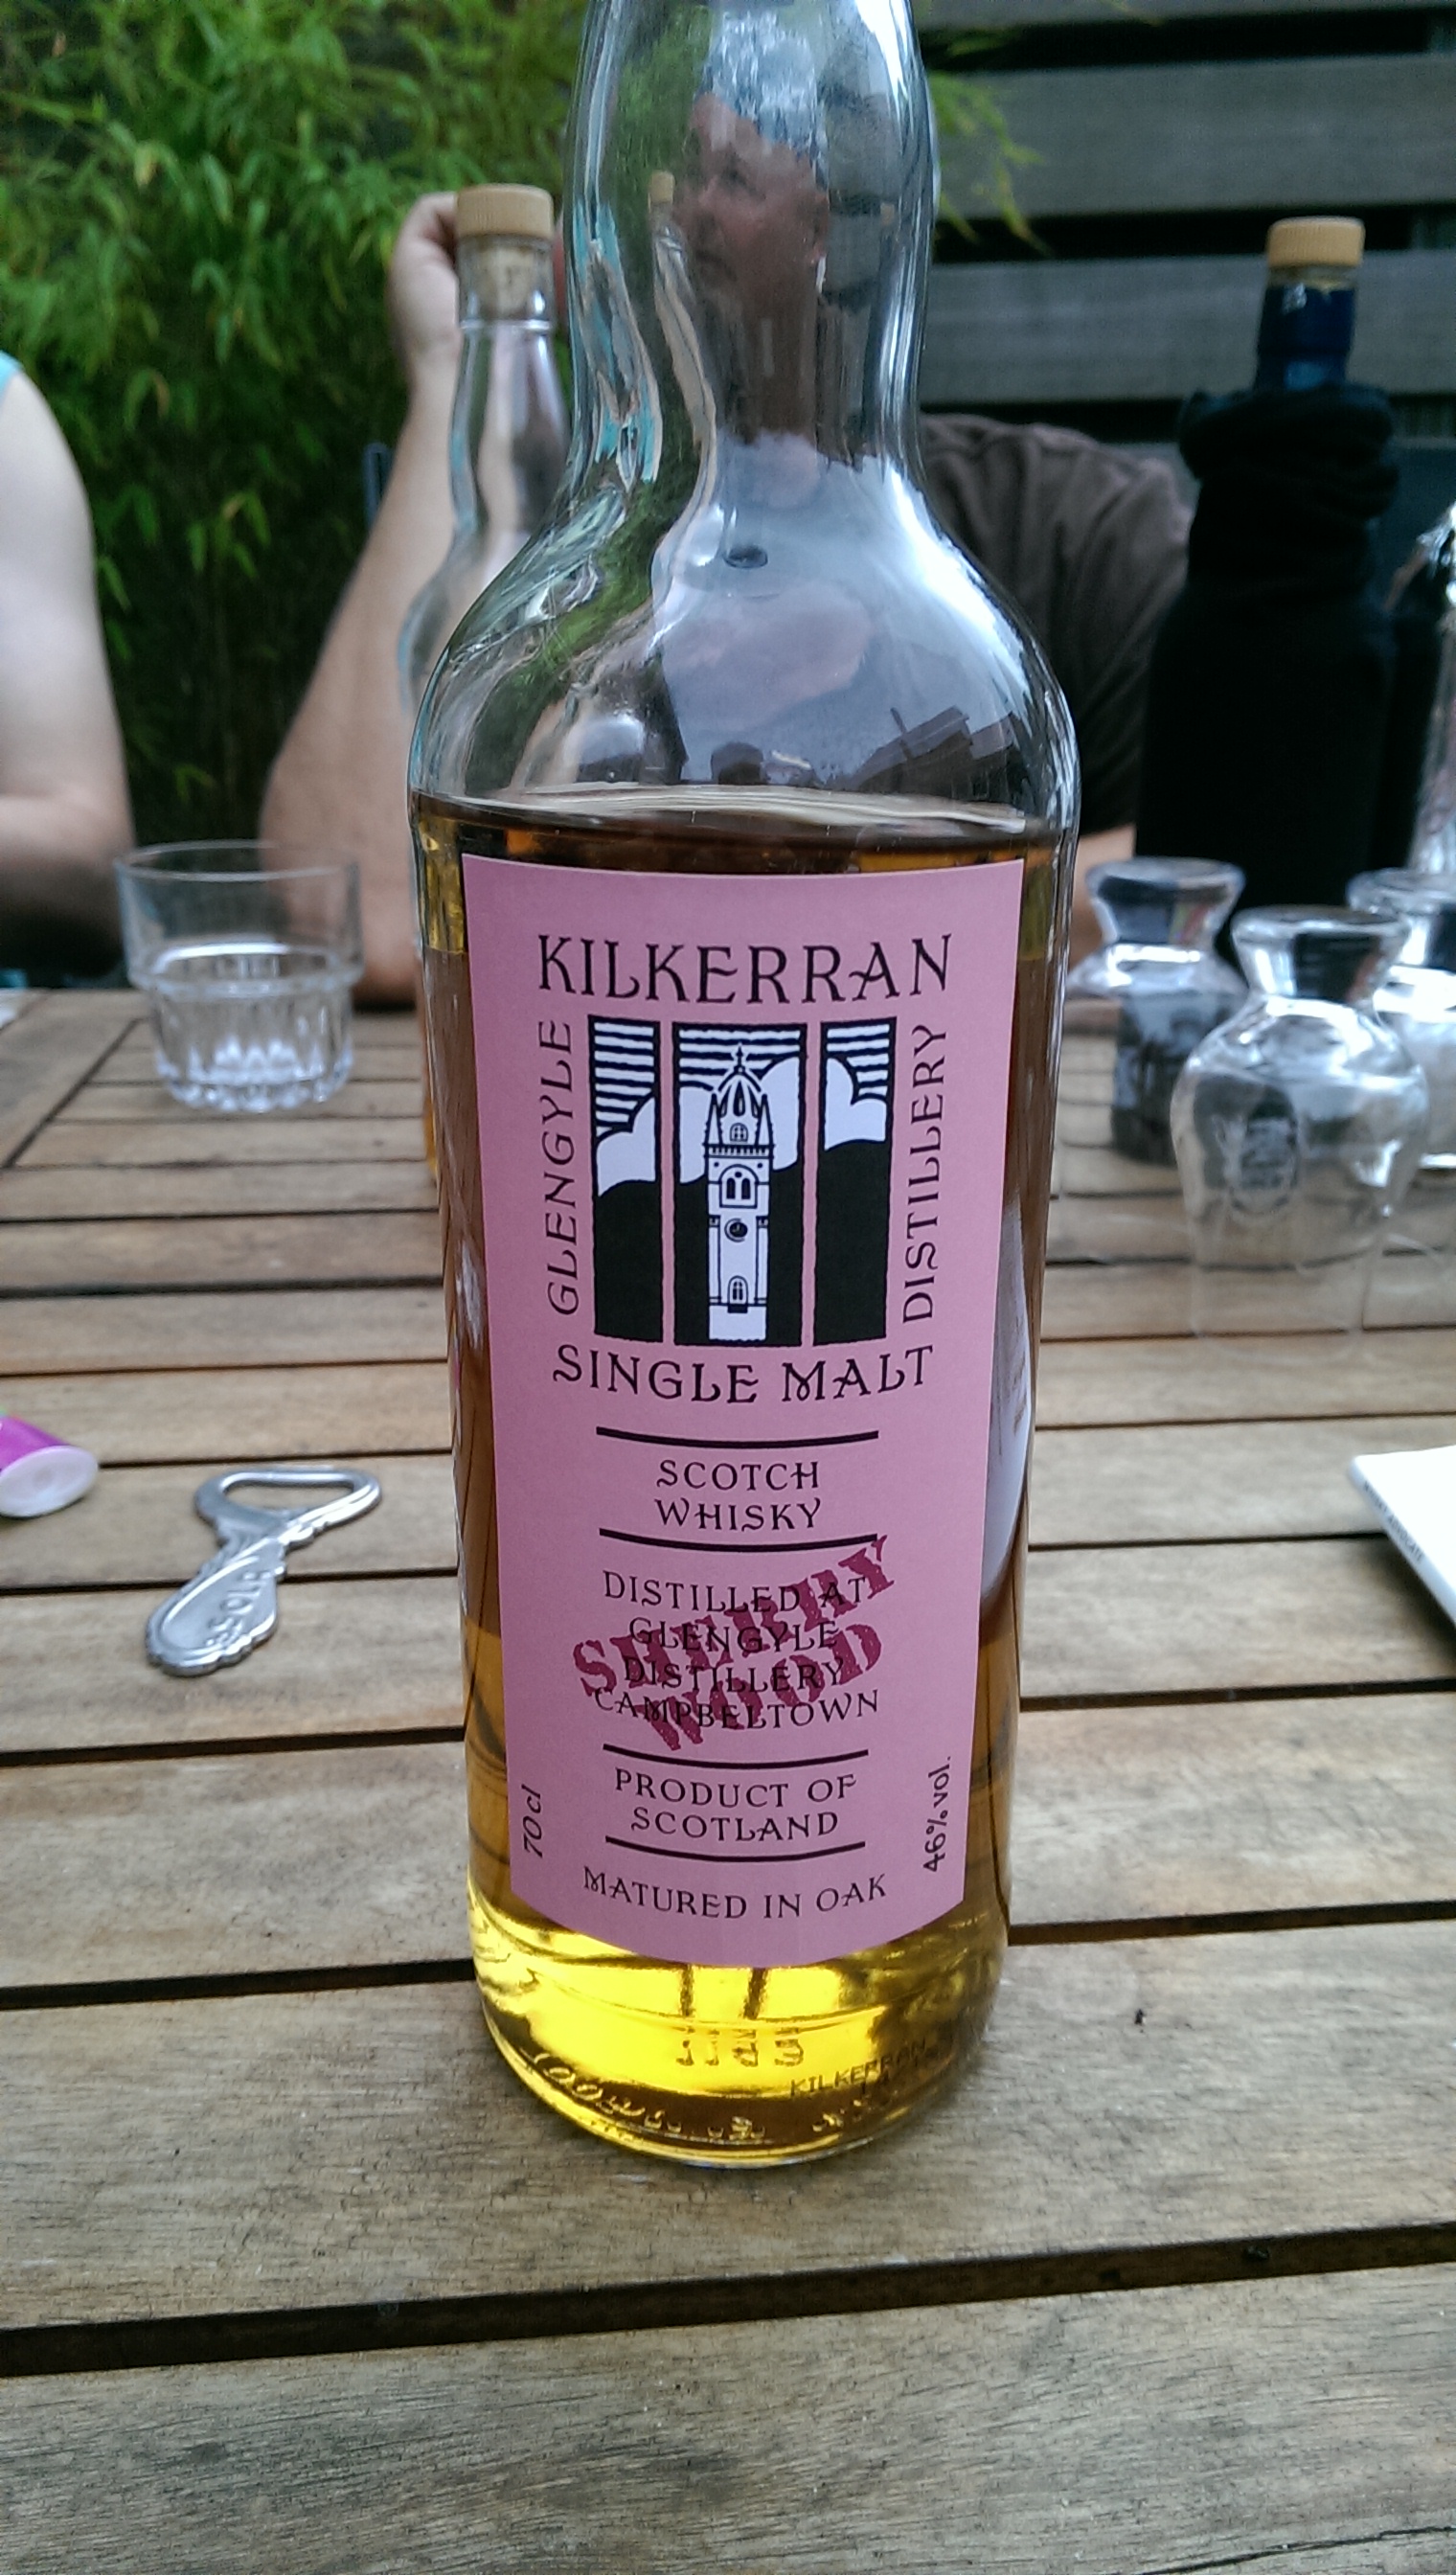 KILKERRAN
GLENGYLE
DISTILLERY
SINGLE MALT
SCOTCH
WHISKY
SHERRY
WOOD
DISTILLED AT
GLENGYLE
DISTILLERY
CAMPBELTOWN
PRODUCT OF
SCOTLAND
70cl
46%vol.
MATURED IN OAK
KILKERRAN